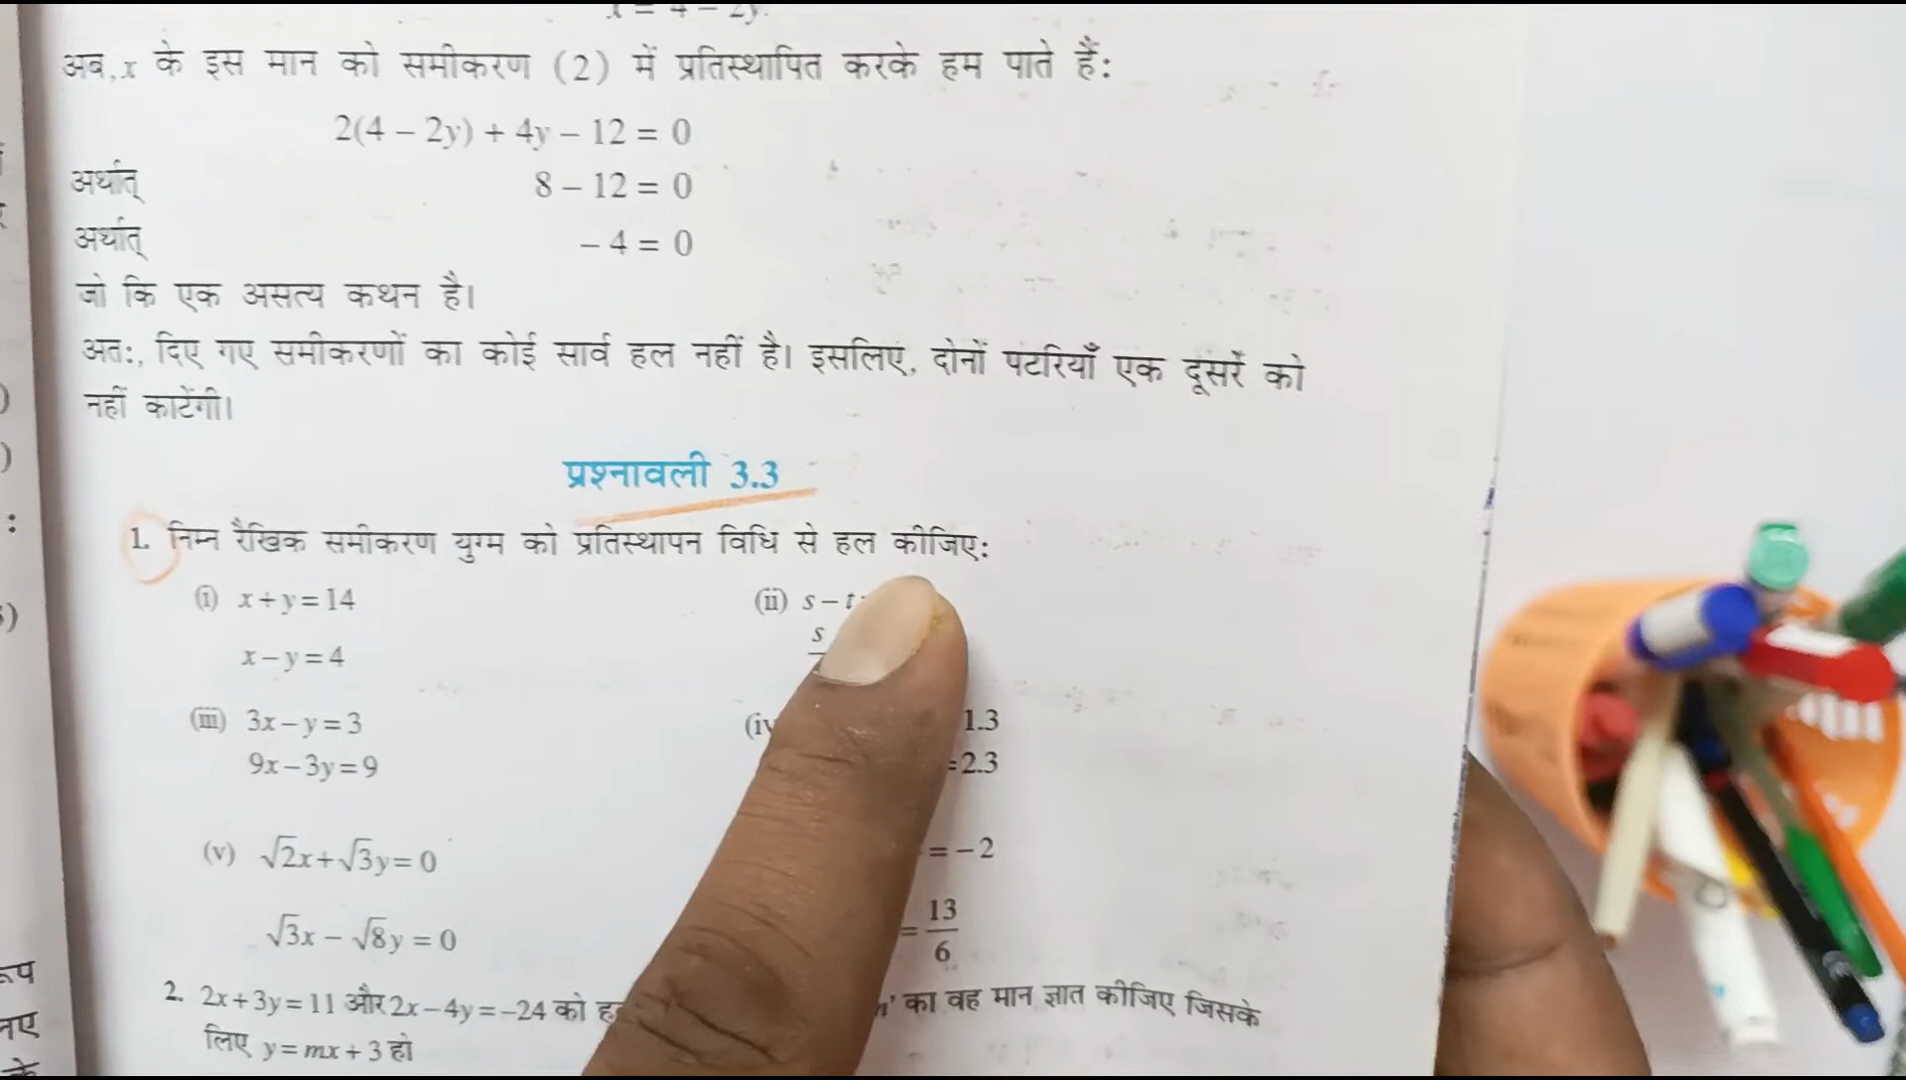 अब, x के इस मान को समीकरण (2) में प्रतिस्थापित करके हम पाते हैं:
2(4 – 2y) + 4y – 12 = 0
अर्थात् 8 – 12 = 0
अर्थात् – 4 = 0
जो कि एक असत्य कथन है।
अतः, दिए गए समीकरणों का कोई सार्व हल नहीं है। इसलिए, दोनों पटरियाँ एक दूसरे को
नहीं काटेंगी।
प्रश्नावली 3.3
1. निम्न रैखिक समीकरण युग्म को प्रतिस्थापन विधि से हल कीजिए:
(i) x + y = 14 (ii) s – t
s
x – y = 4
(iii) 3x – y = 3 1.3
9x – 3y = 9 =2.3
(v) √2x + √3y = 0 = – 2
√3x – √8y = 0 = 13/6
2. 2x + 3y = 11 और 2x – 4y = –24 को का वह मान ज्ञात कीजिए जिसके
लिए y = mx + 3 हो